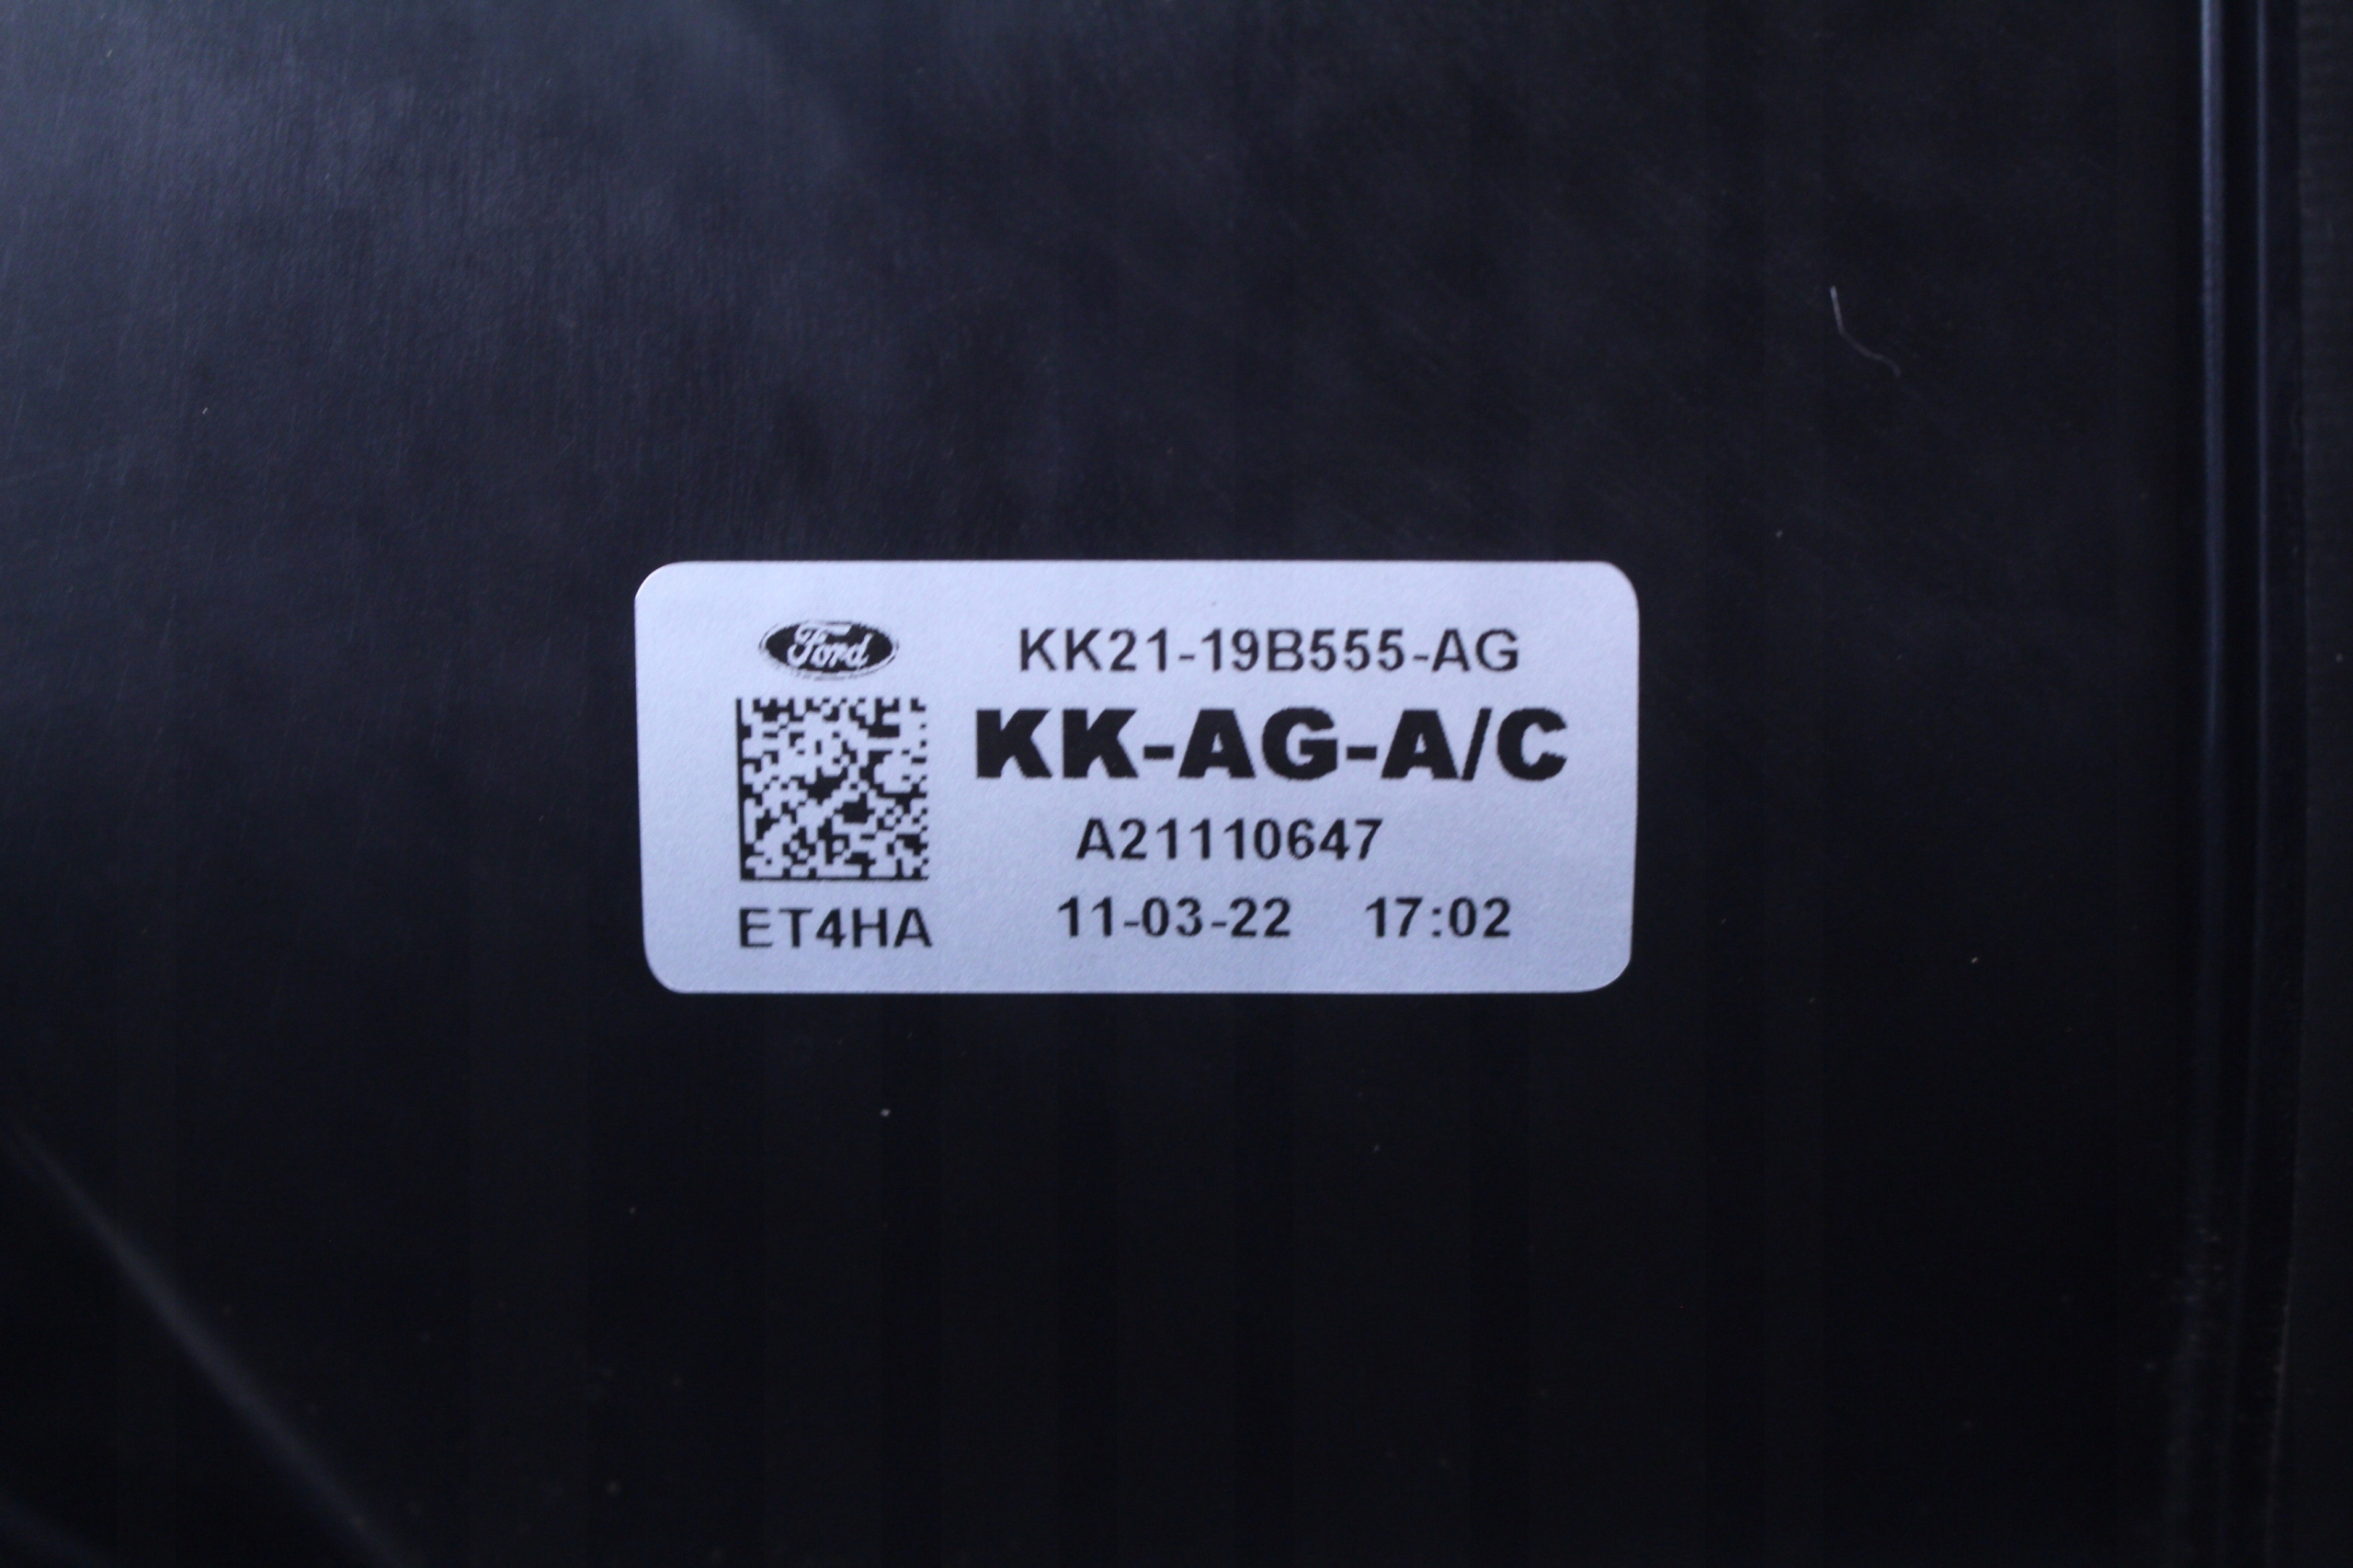 Ford
KK21-19B555-AG
KK-AG-A/C
A21110647
ET4HA
11-03-22 17:02